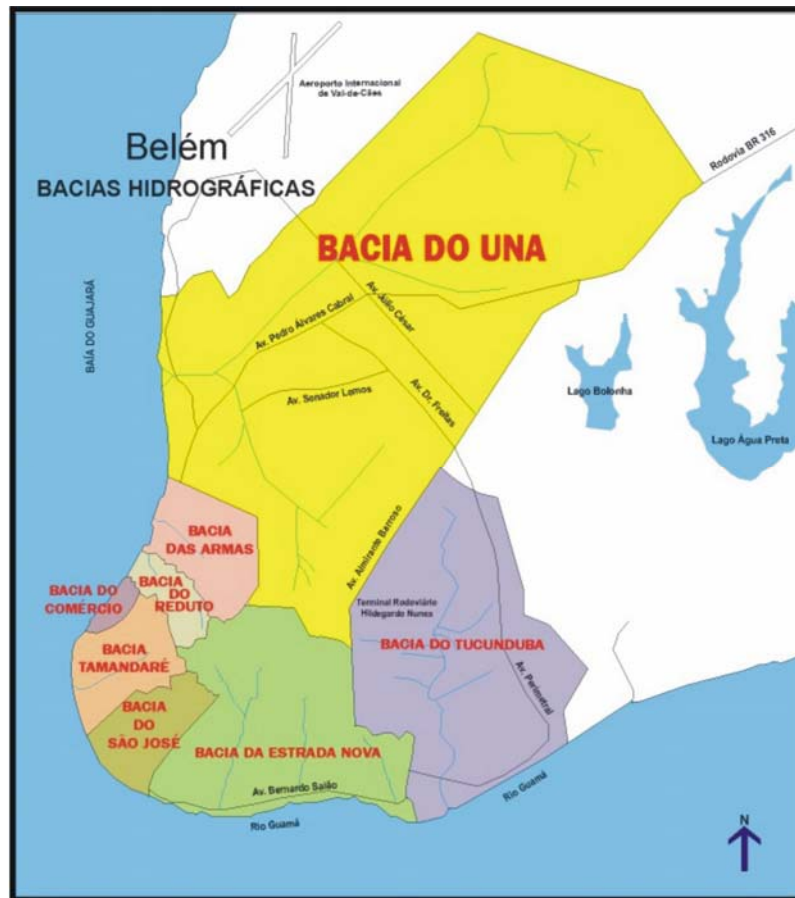 Aeroporto Internacional
de Val-de-Cães
Belém
BACIAS HIDROGRÁFICAS
Rodovia BR 316
BACIA DO UNA
BAÍA DO GUAJARÁ
Av. Júlio César
Av. Pedro Álvares Cabral
Av. Senador Lemos
Av. Dr. Freitas
Lago Bolonha
Lago Água Preta
BACIA
DAS ARMAS
Av. Almirante Barroso
BACIA
DO
REDUTO
BACIA DO
COMÉRCIO
Terminal Rodoviário
Hildegardo Nunes
BACIA DO TUCUNDUBA
BACIA
TAMANDARÉ
Av. Perimetral
BACIA
DO
SÃO JOSÉ
BACIA DA ESTRADA NOVA
Av. Bernardo Saião
Rio Guamá
Rio Guamá
N